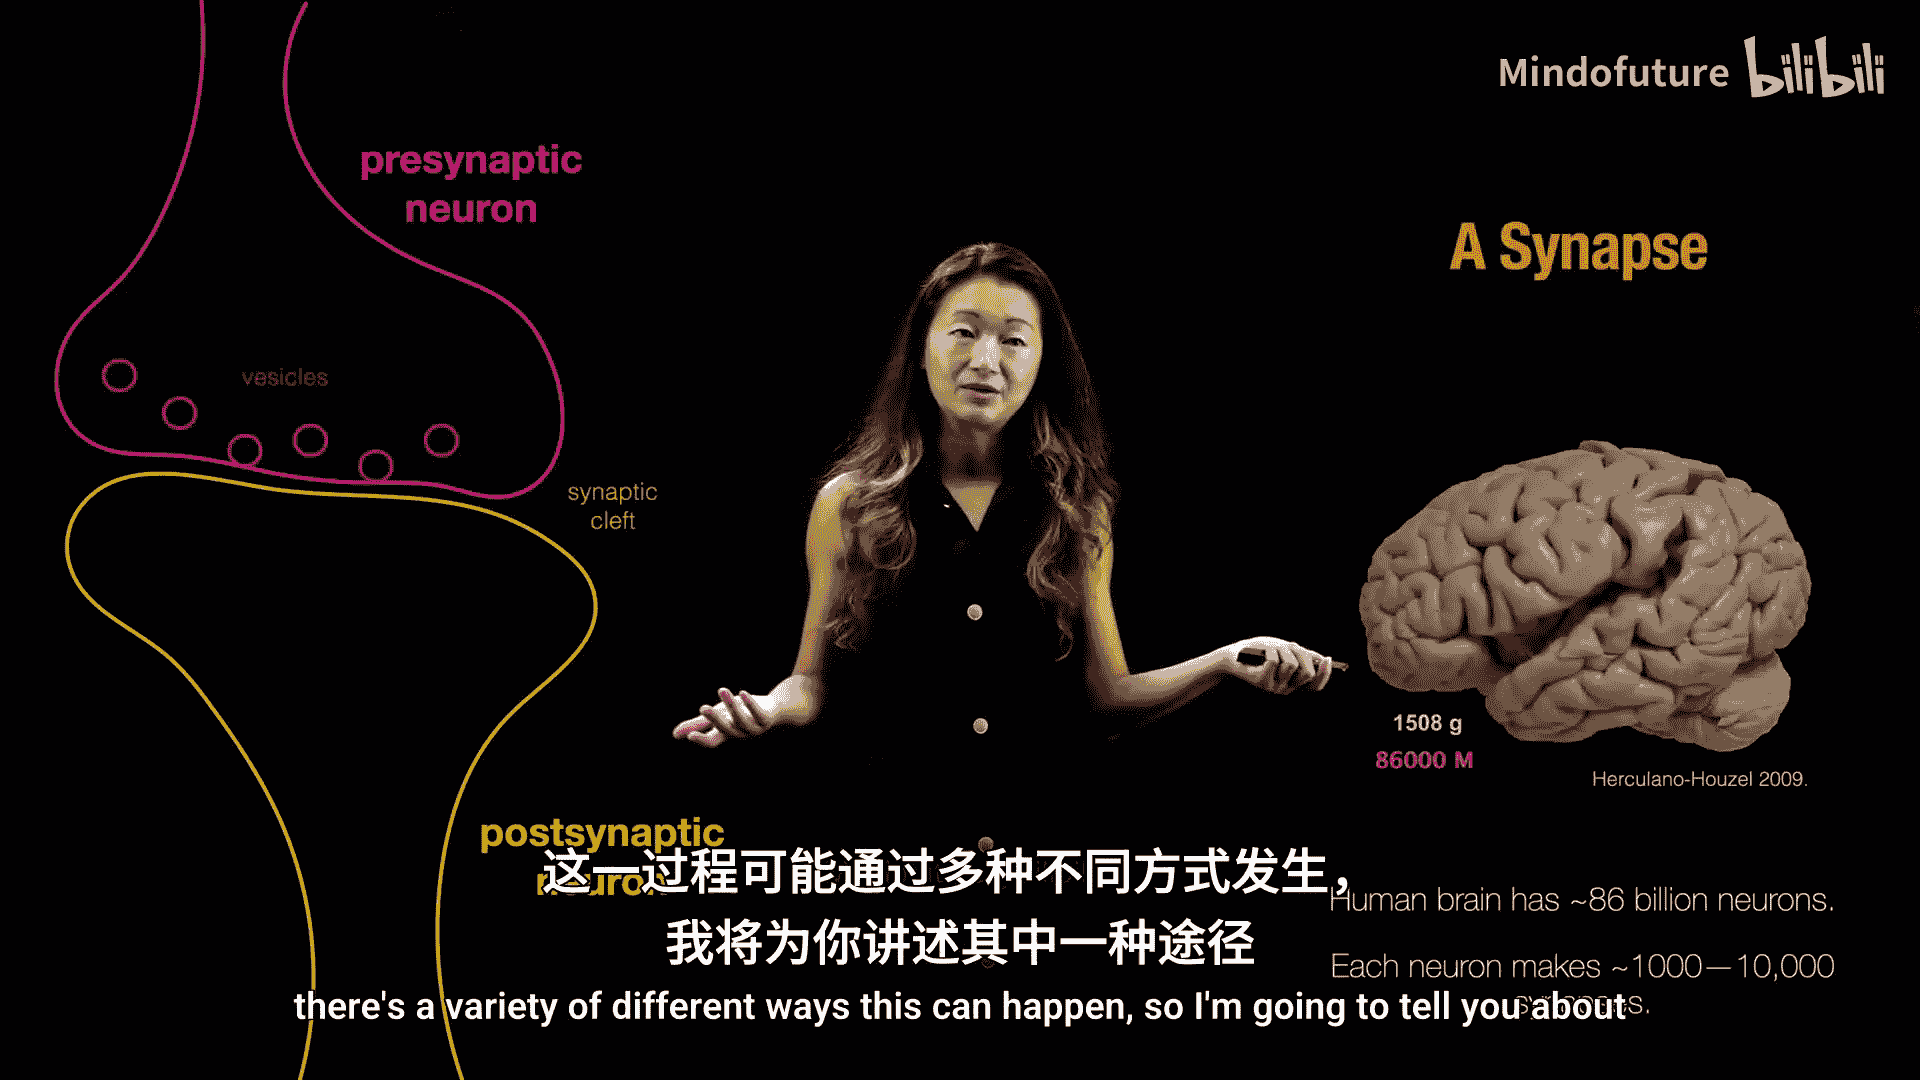 Mindofuture bilibili
presynaptic
neuron
A Synapse
vesicles
synaptic
cleft
1508 g
86000 M
Herculano-Houzel 2009.
postsynaptic
neuron
这一过程可能通过多种不同方式发生，
我将为你讲述其中一种途径
Human brain has ~86 billion neurons.
Each neuron makes ~1000—10,000
there's a variety of different ways this can happen, so I'm going to tell you about